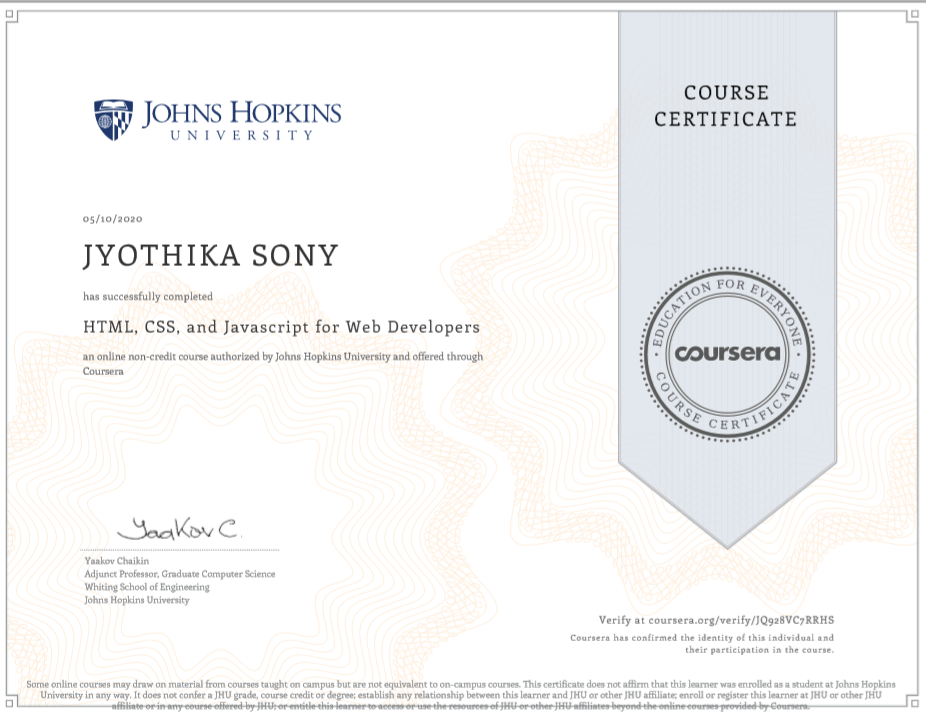 JOHNS HOPKINS
UNIVERSITY
COURSE
CERTIFICATE
05/10/2020
JYOTHIKA SONY
has successfully completed
HTML, CSS, and Javascript for Web Developers
an online non-credit course authorized by Johns Hopkins University and offered through
Coursera
EDUCATION FOR EVERYONE
coursera
COURSE CERTIFICATE
Yaakov C.
Yaakov Chaikin
Adjunct Professor, Graduate Computer Science
Whiting School of Engineering
Johns Hopkins University
Verify at coursera.org/verify/JQ928VC7RRHS
Coursera has confirmed the identity of this individual and
their participation in the course.
Some online courses may draw on material from courses taught on campus but are not equivalent to on-campus courses. This certificate does not affirm that this learner was enrolled as a student at Johns Hopkins
University in any way. It does not confer a JHU grade, course credit or degree; establish any relationship between this learner and JHU or other JHU affiliate; enroll or register this learner at JHU or other JHU
affiliate or in any course offered by JHU; or entitle this learner to access or use the resources of JHU or other JHU affiliates beyond the online courses provided by Coursera.